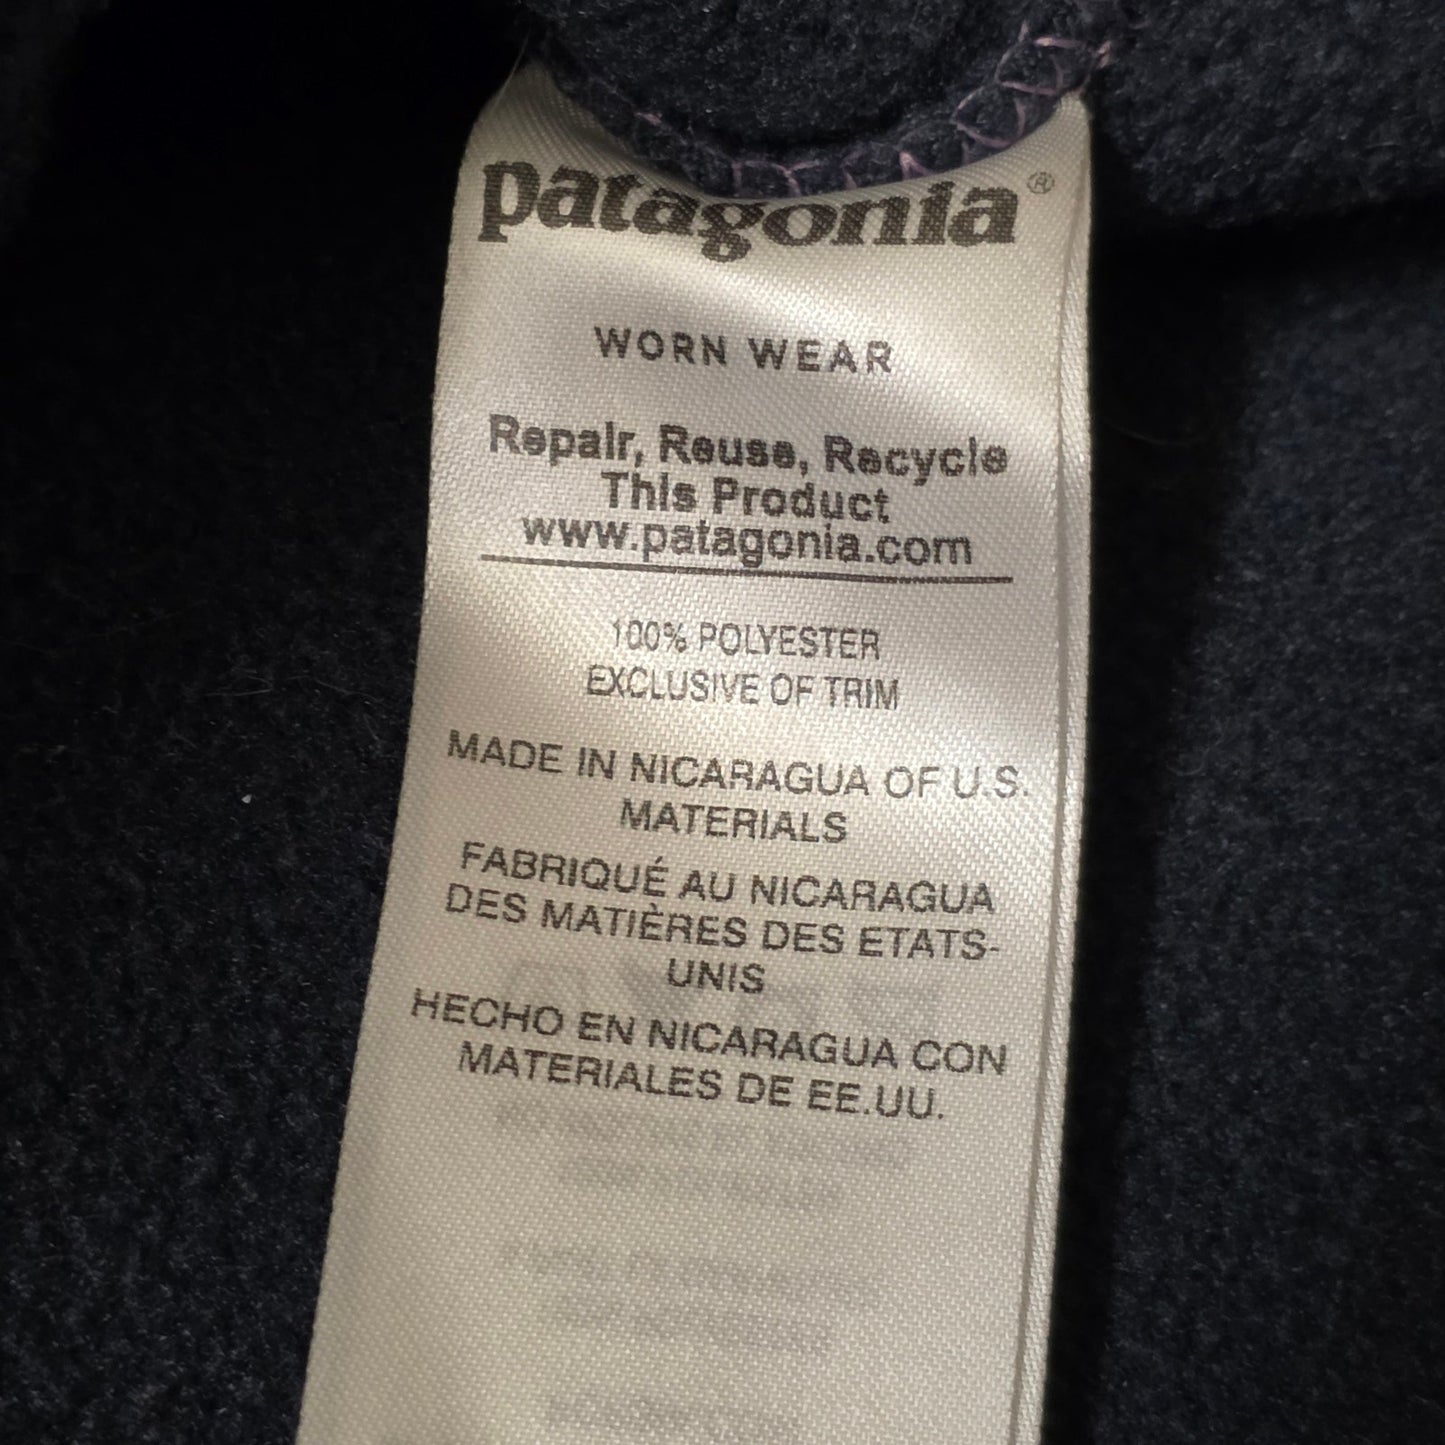 patagonia®
WORN WEAR
Repair, Reuse, Recycle
This Product
www.patagonia.com
100% POLYESTER
EXCLUSIVE OF TRIM
MADE IN NICARAGUA OF U.S.
MATERIALS
FABRIQUÉ AU NICARAGUA
DES MATIÈRES DES ETATS-
UNIS
HECHO EN NICARAGUA CON
MATERIALES DE EE.UU.